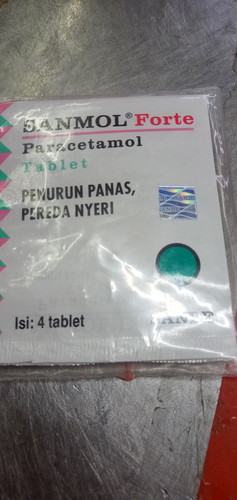 SANMOL® Forte
Paracetamol
Tablet
PENURUN PANAS,
PEREDA NYERI
Isi: 4 tablet